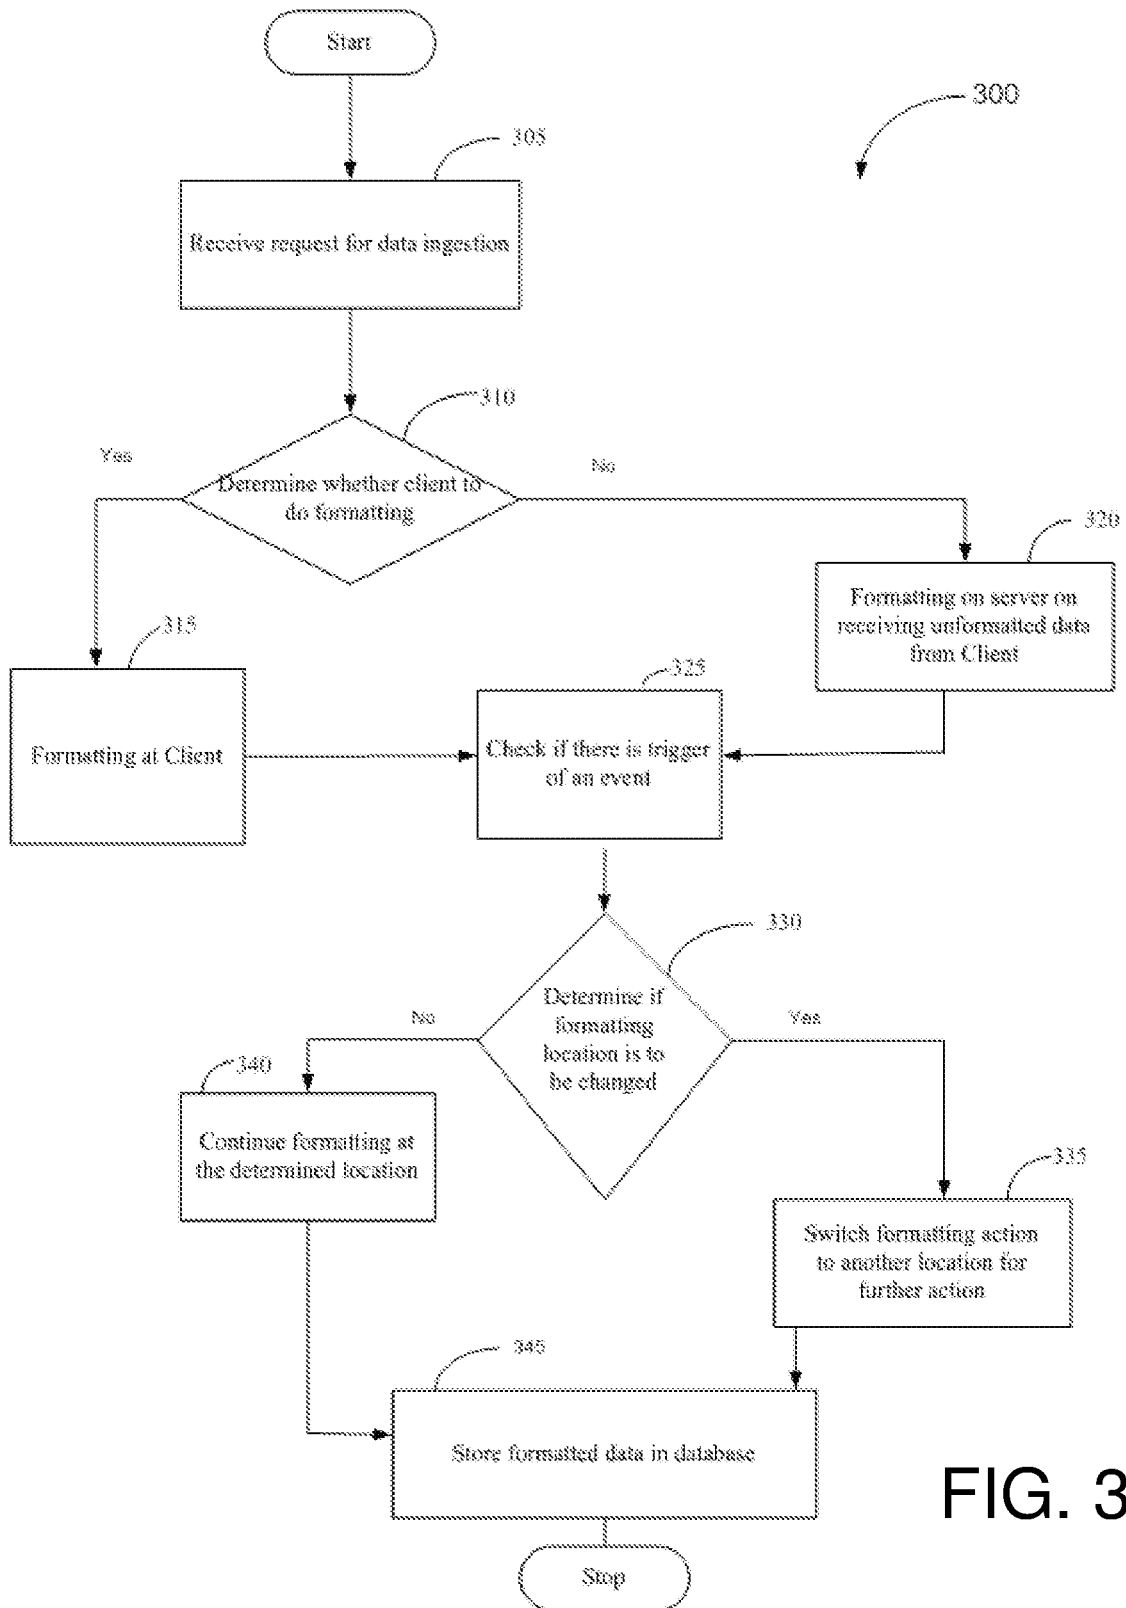 Start
300
305
Receive request for data ingestion
310
Yes
No
Determine whether client to
do formatting
320
Formatting on server on
receiving unformatted data
from Client
315
325
Formatting at Client
Check if there is trigger
of an event
330
Determine if
formatting
location is to
be changed
No
Yes
340
Continue formatting at
the determined location
335
Switch formatting action
to another location for
further action
345
Store formatted data in database
FIG. 3
Stop